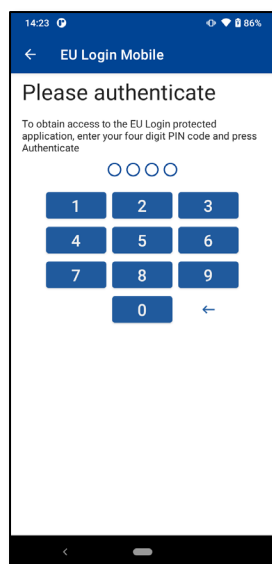 14:23 86%
EU Login Mobile
Please authenticate
To obtain access to the EU Login protected
application, enter your four digit PIN code and press
Authenticate
1 2 3
4 5 6
7 8 9
0